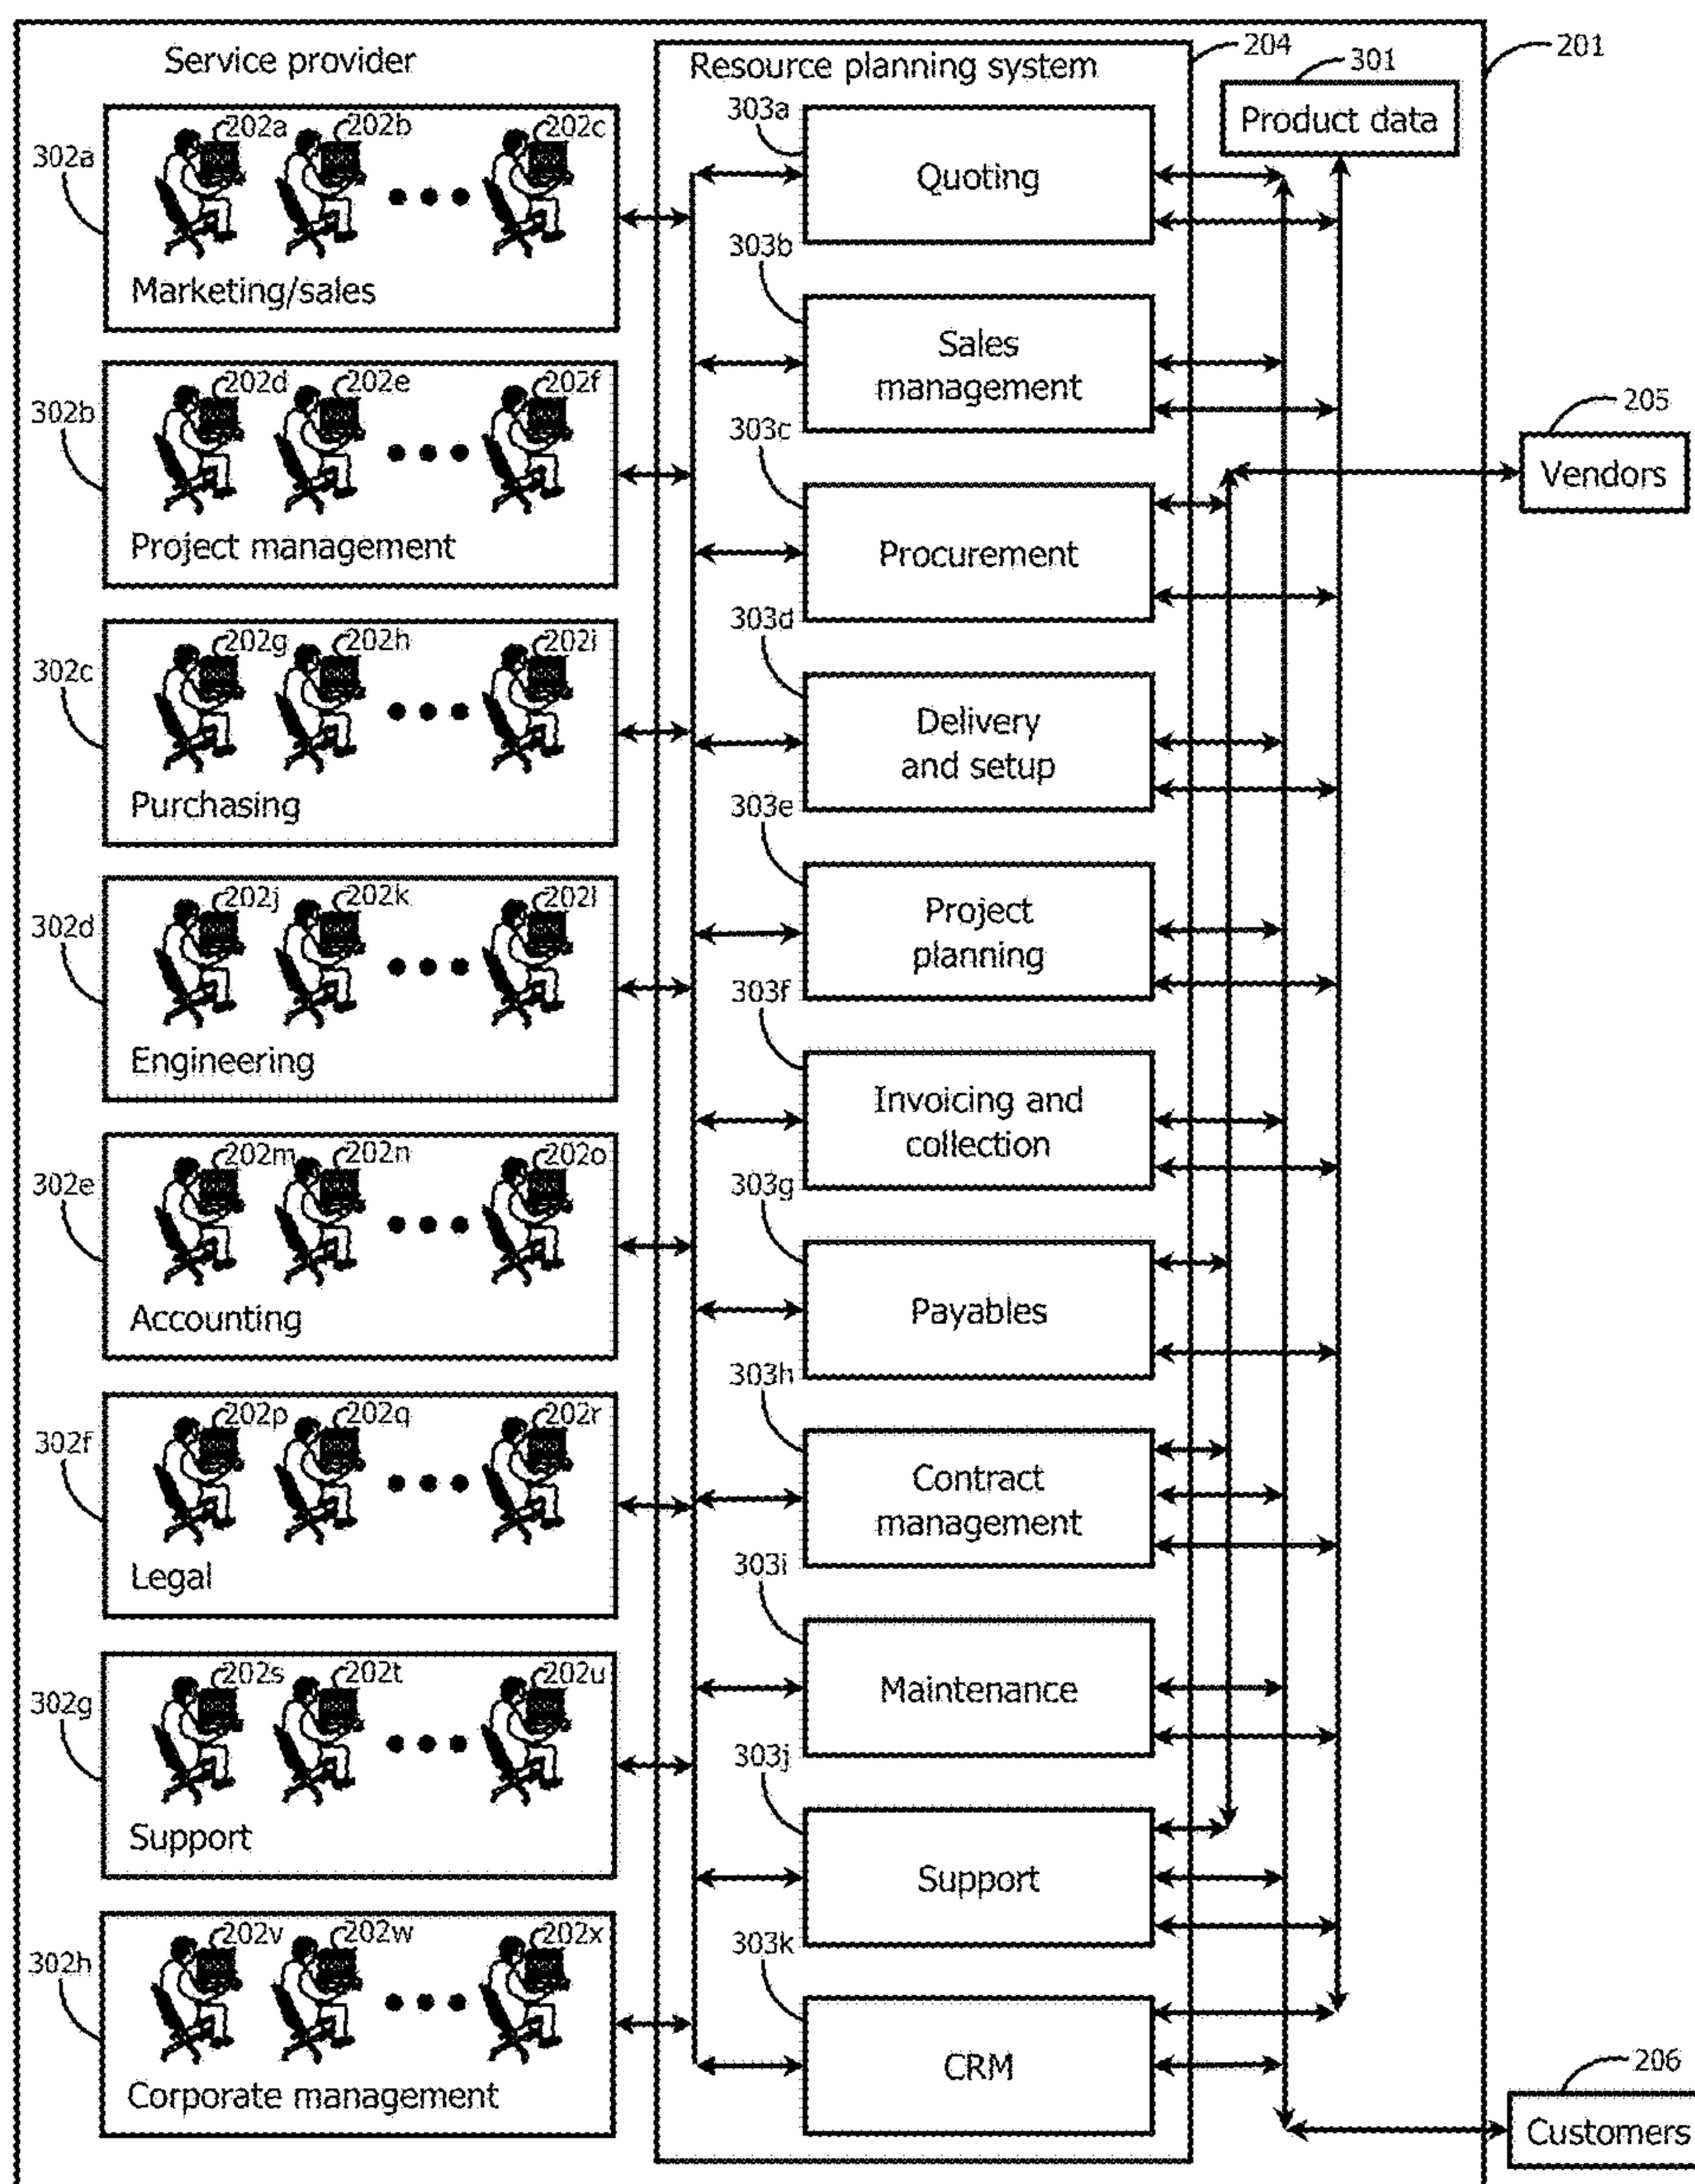 Service provider
Resource planning system
204
201
301
Product data
302a
202a
202b
202c
Marketing/sales
303a
Quoting
303b
Sales
management
302b
202d
202e
202f
Project management
303c
Procurement
205
Vendors
302c
202g
202h
202i
Purchasing
303d
Delivery
and setup
303e
Project
planning
302d
202j
202k
202l
Engineering
303f
Invoicing and
collection
302e
202m
202n
202o
Accounting
303g
Payables
303h
Contract
management
302f
202p
202q
202r
Legal
303i
Maintenance
302g
202s
202t
202u
Support
303j
Support
303k
CRM
302h
202v
202w
202x
Corporate management
206
Customers